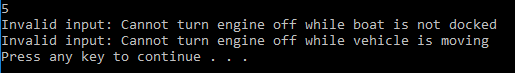 5
Invalid input: Cannot turn engine off while boat is not docked
Invalid input: Cannot turn engine off while vehicle is moving
Press any key to continue . . .